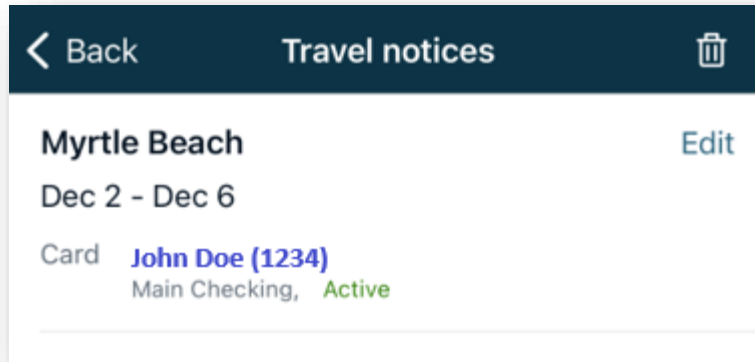 Back Travel notices
Myrtle Beach Edit
Dec 2 - Dec 6
Card John Doe (1234)
Main Checking, Active